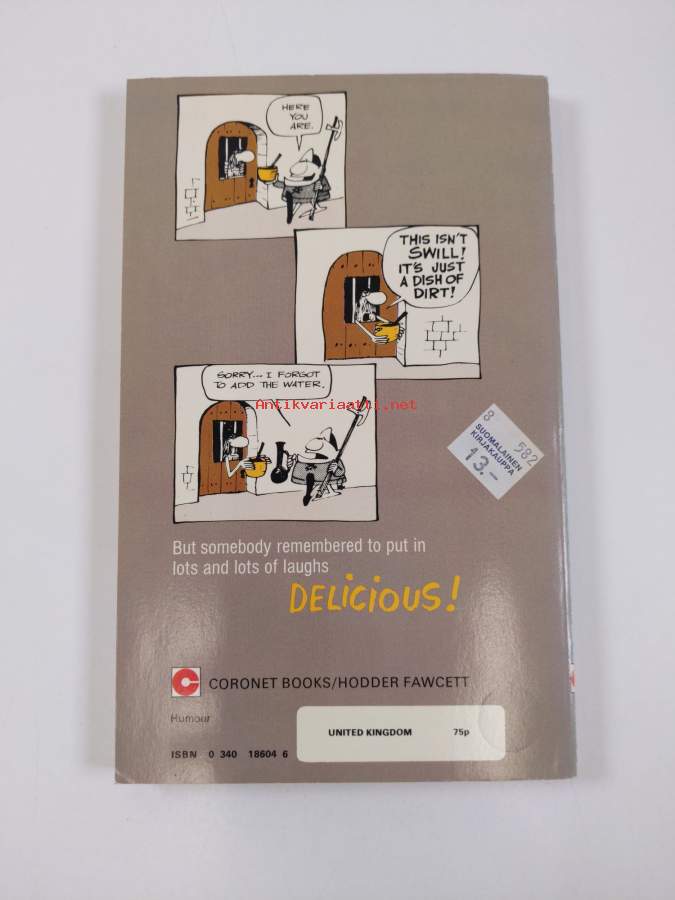 HERE
YOU
ARE.
THIS ISN'T
SWILL!
IT'S JUST
A DISH OF
DIRT!
SORRY... I FORGOT
TO ADD THE WATER.
Antikvariaatti.net
8 582
SUOMALAINEN
KIRJAKAUPPA
13.-
But somebody remembered to put in
lots and lots of laughs
DELICIOUS!
CORONET BOOKS/HODDER FAWCETT
Humour
UNITED KINGDOM 75p
ISBN 0 340 18604 6